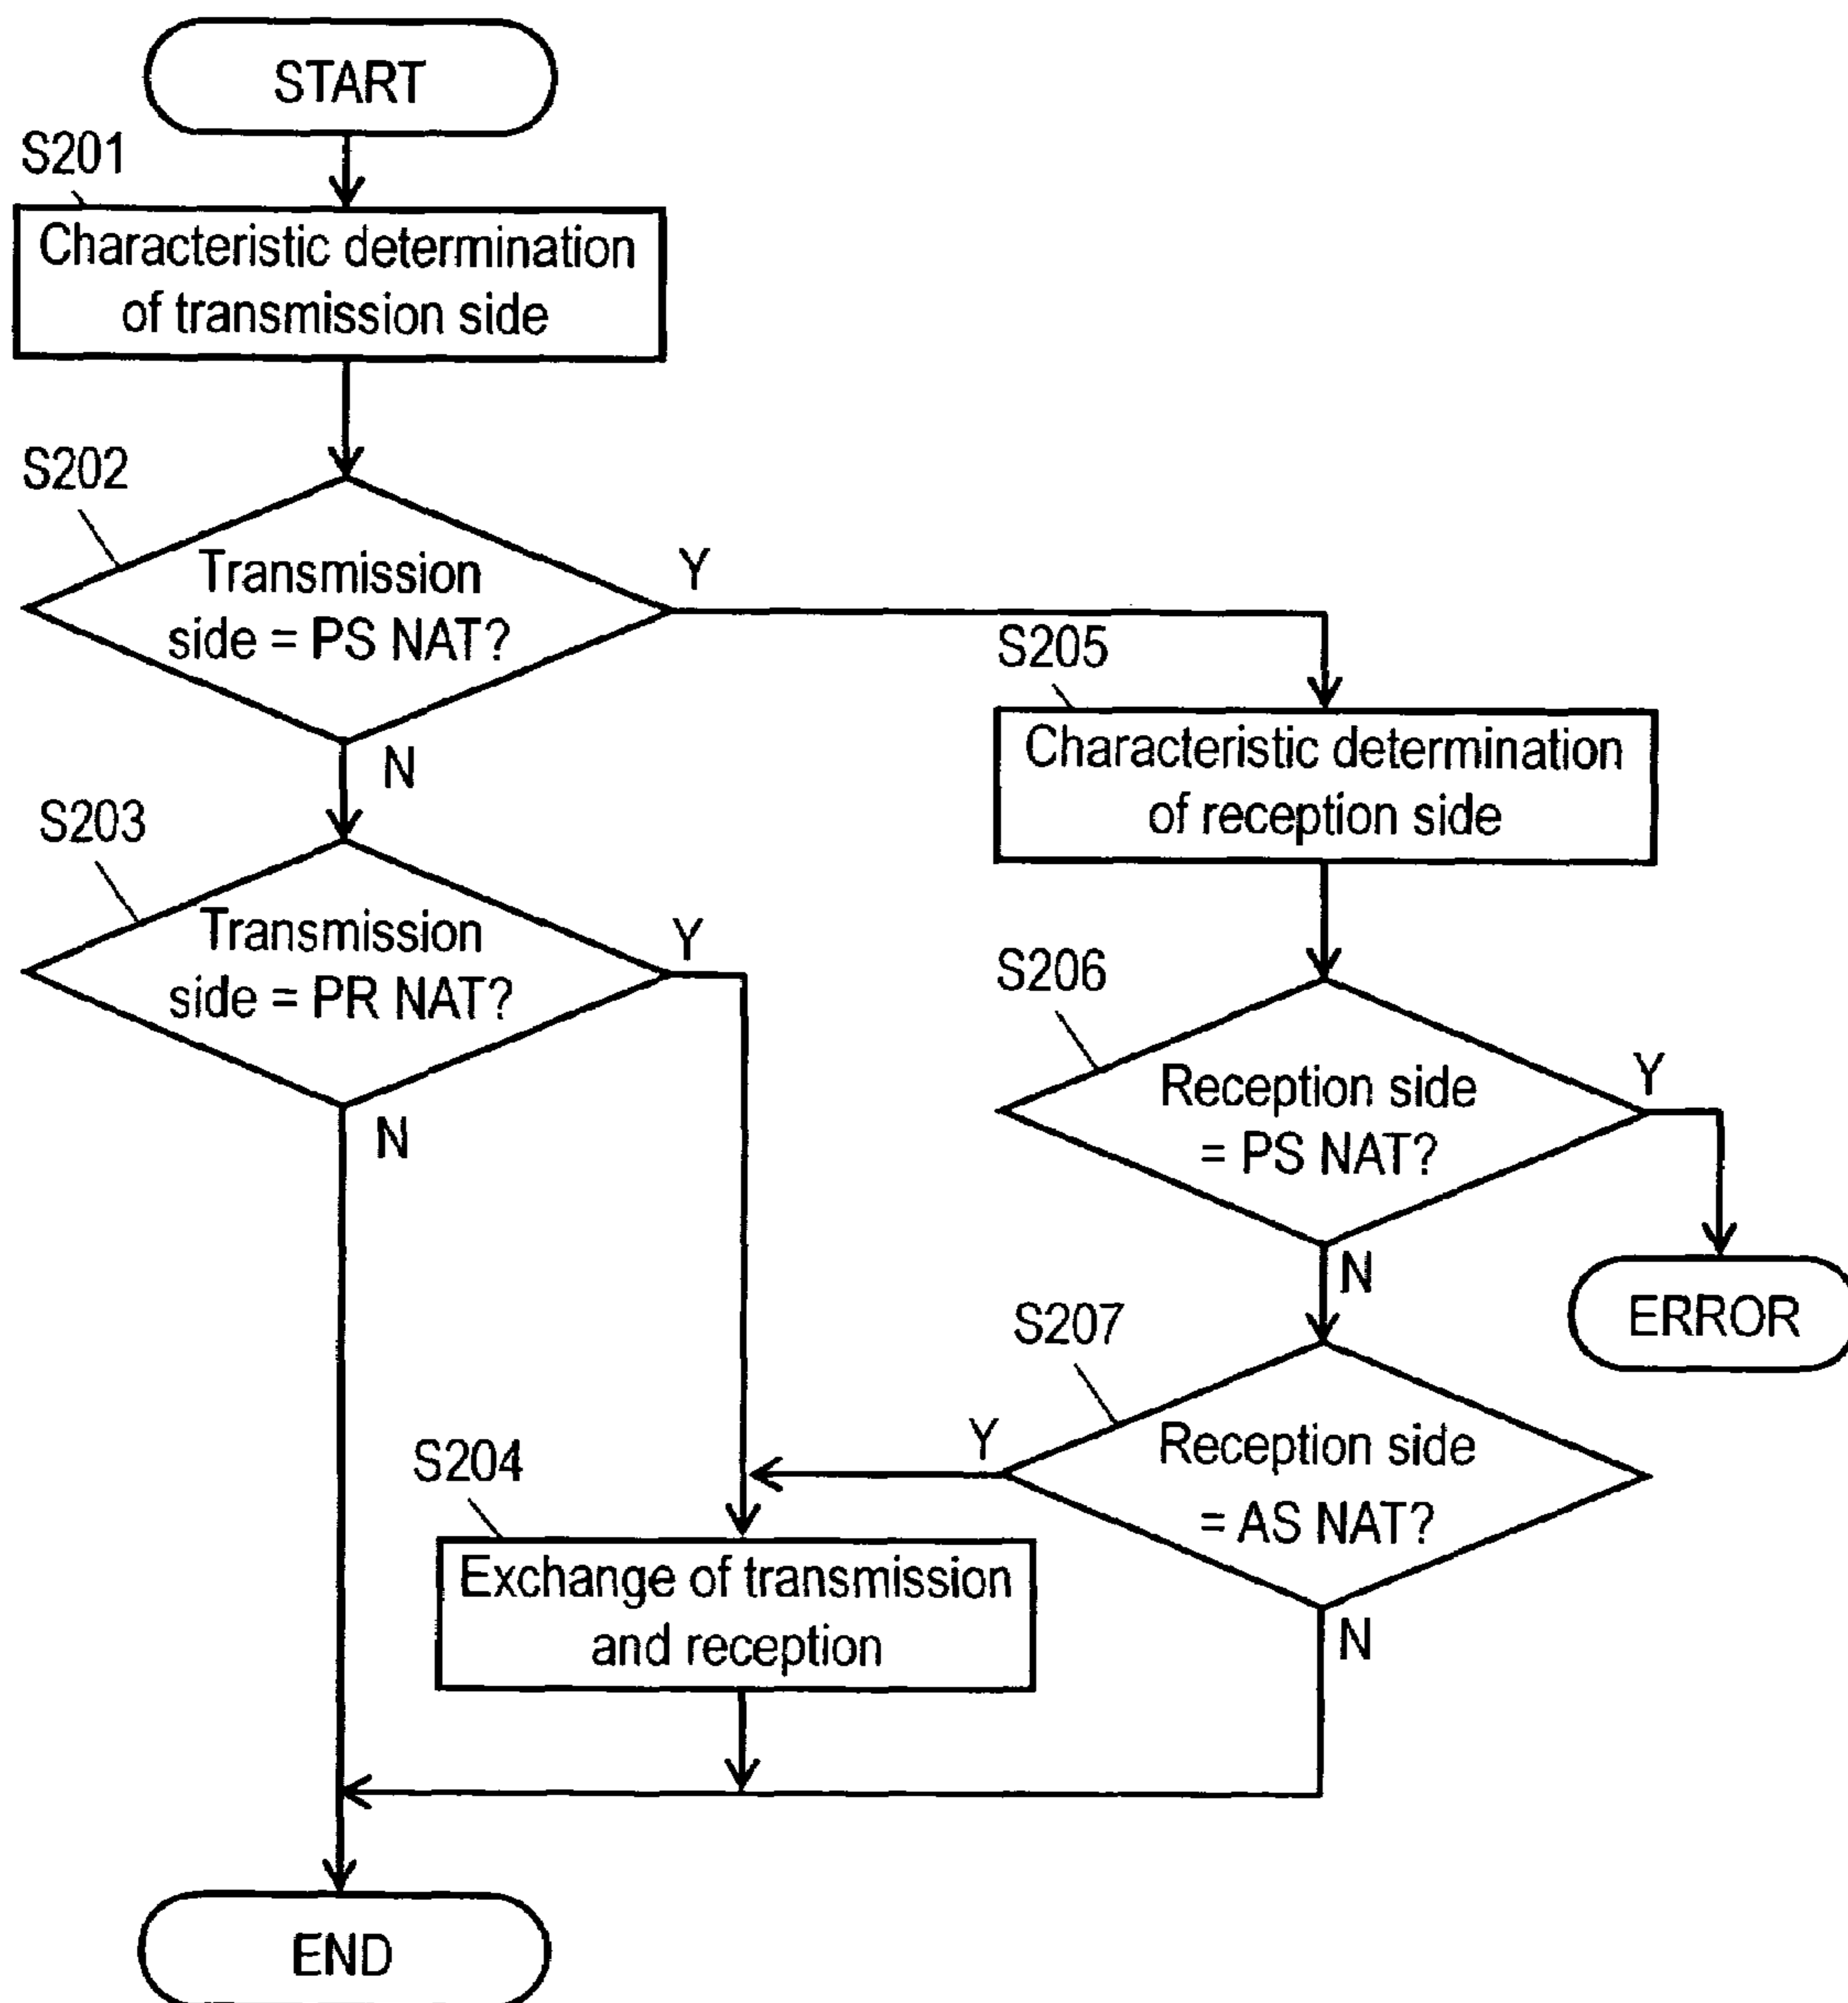 START
S201
Characteristic determination
of transmission side
S202
Transmission
side = PS NAT?
Y
N
S205
Characteristic determination
of reception side
S203
Transmission
side = PR NAT?
Y
N
S206
Reception side
= PS NAT?
Y
N
ERROR
S207
Reception side
= AS NAT?
Y
N
S204
Exchange of transmission
and reception
END